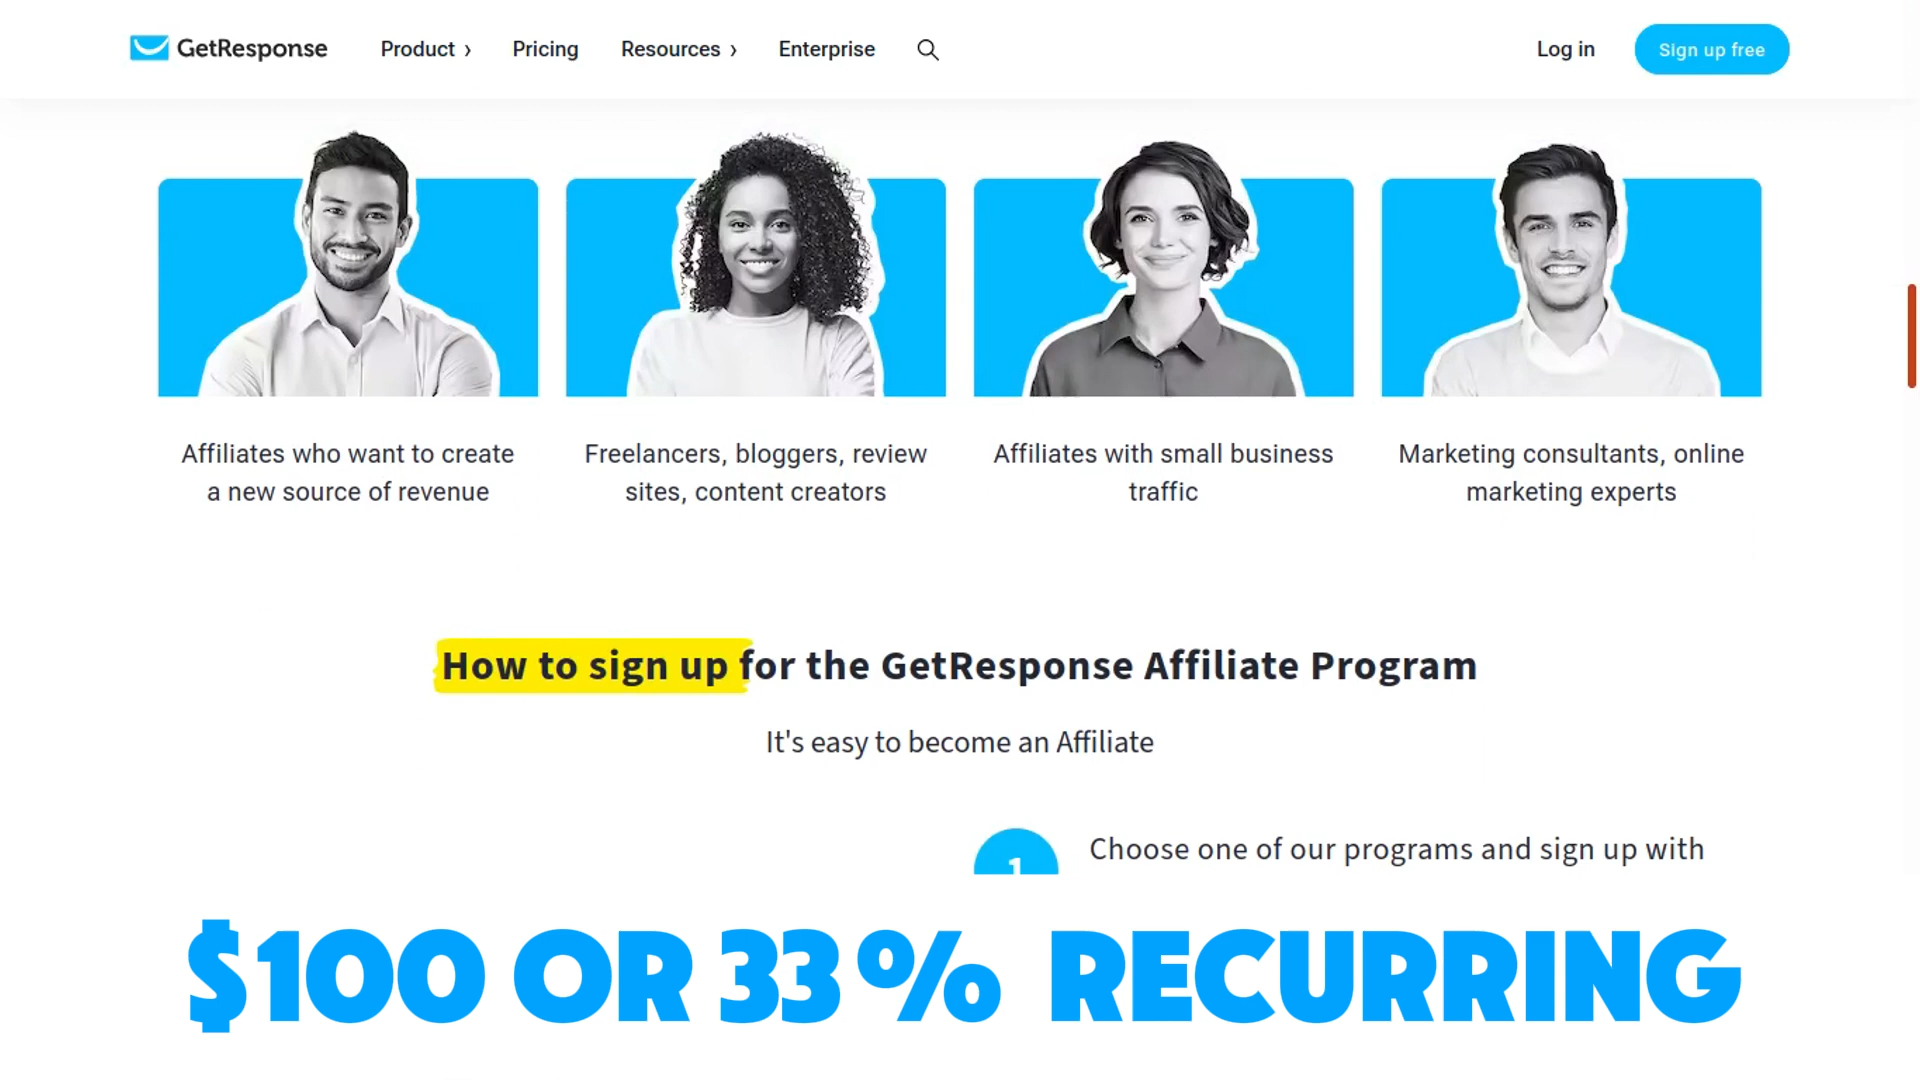 GetResponse Product › Pricing Resources › Enterprise Log in Sign up free
Affiliates who want to create
a new source of revenue
Freelancers, bloggers, review
sites, content creators
Affiliates with small business
traffic
Marketing consultants, online
marketing experts
How to sign up for the GetResponse Affiliate Program
It's easy to become an Affiliate
1 Choose one of our programs and sign up with
$100 OR 33% RECURRING